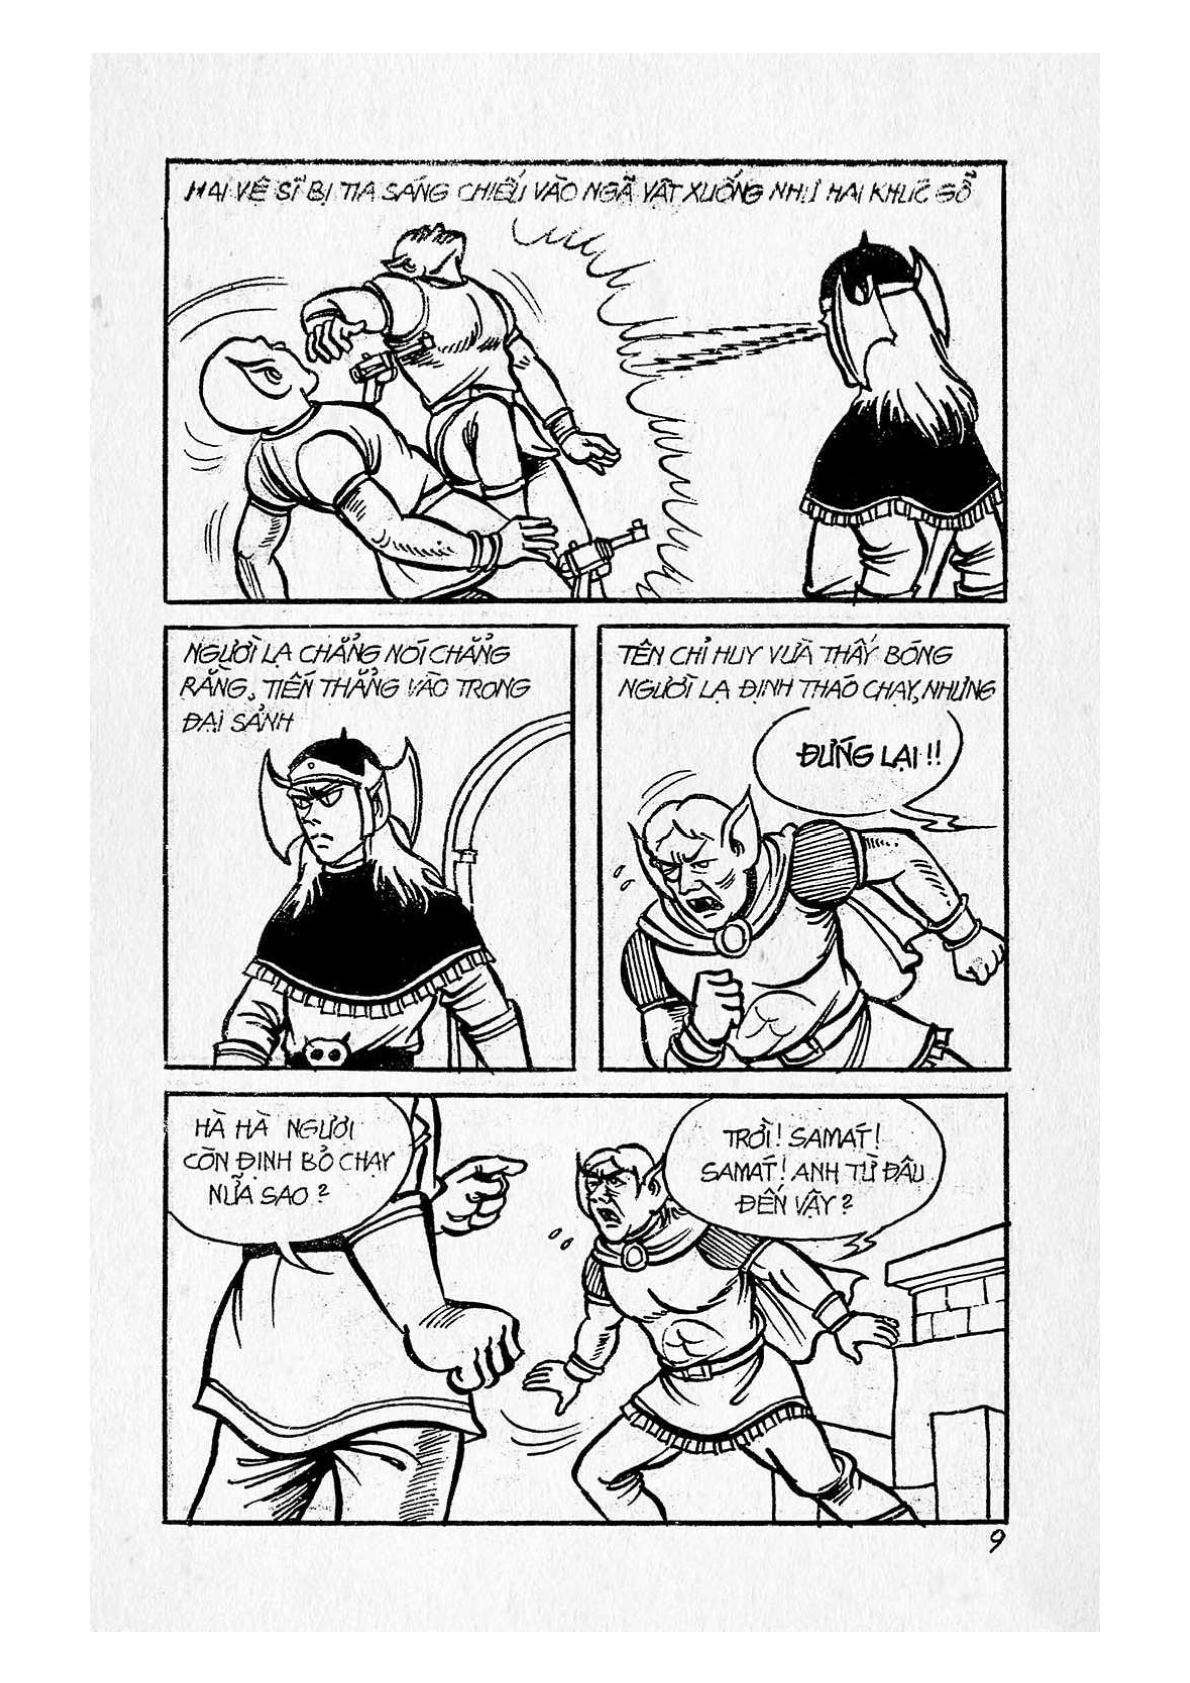 HAI VỆ SĨ BỊ TIA SÁNG CHIẾU VÀO NGÃ VẬT XUỐNG NHƯ HAI KHÚC GỖ
NGƯỜI LẠ CHẲNG NÓI CHẲNG
RẰNG, TIẾN THẲNG VÀO TRONG
ĐẠI SẢNH
TÊN CHỈ HUY VỪA THẤY BÓNG
NGƯỜI LẠ ĐỊNH THÁO CHẠY, NHƯNG
ĐỨNG LẠI !!
HÀ HÀ NGƯƠI
CÒN ĐỊNH BỎ CHẠY
NỮA SAO ?
TRỜI ! SAMÁT !
SAMÁT ! ANH TỪ ĐÂU
ĐẾN VẬY ?
9